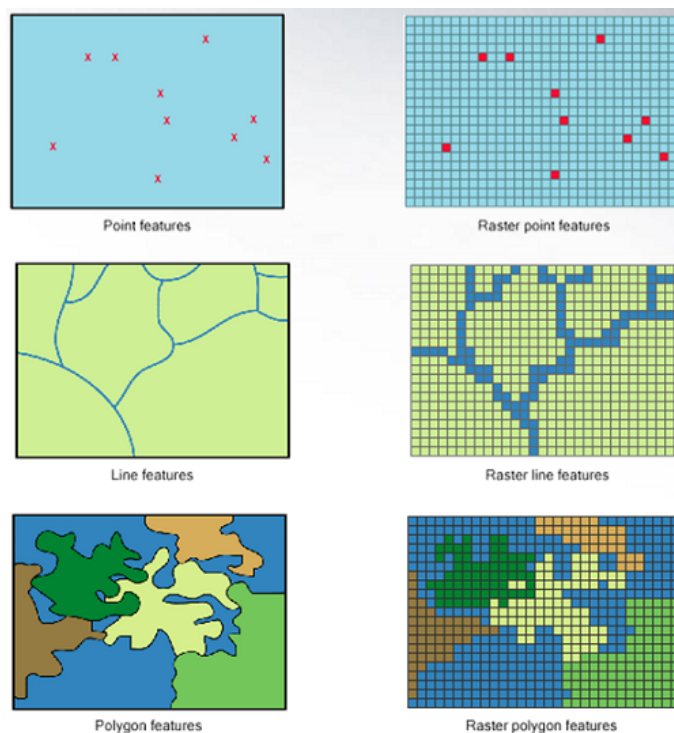 Point features
Raster point features
Line features
Raster line features
Polygon features
Raster polygon features